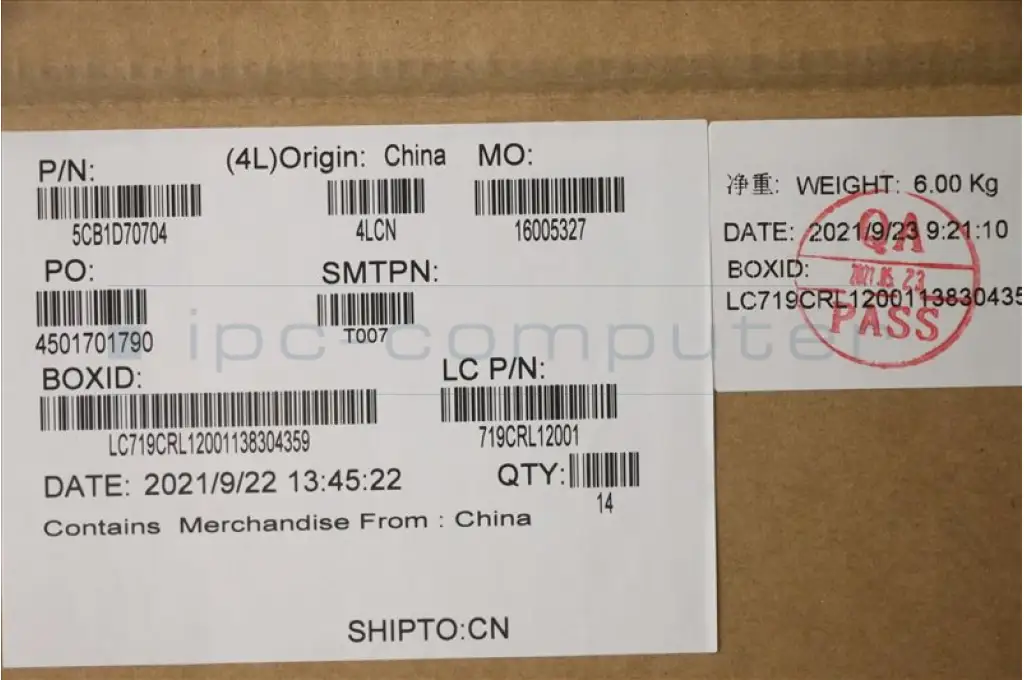 P/N:
5CB1D70704
(4L)Origin: China
4LCN
MO:
16005327
PO:
4501701790
SMTPN:
T007
BOXID:
LC719CRL12001138304359
LC P/N:
719CRL12001
DATE: 2021/9/22 13:45:22
QTY:
14
Contains Merchandise From : China
SHIPTO:CN
净重: WEIGHT: 6.00 Kg
DATE: 2021/9/23 9:21:10
BOXID:
LC719CRL1200113830435
QA
PASS
ipc-computer